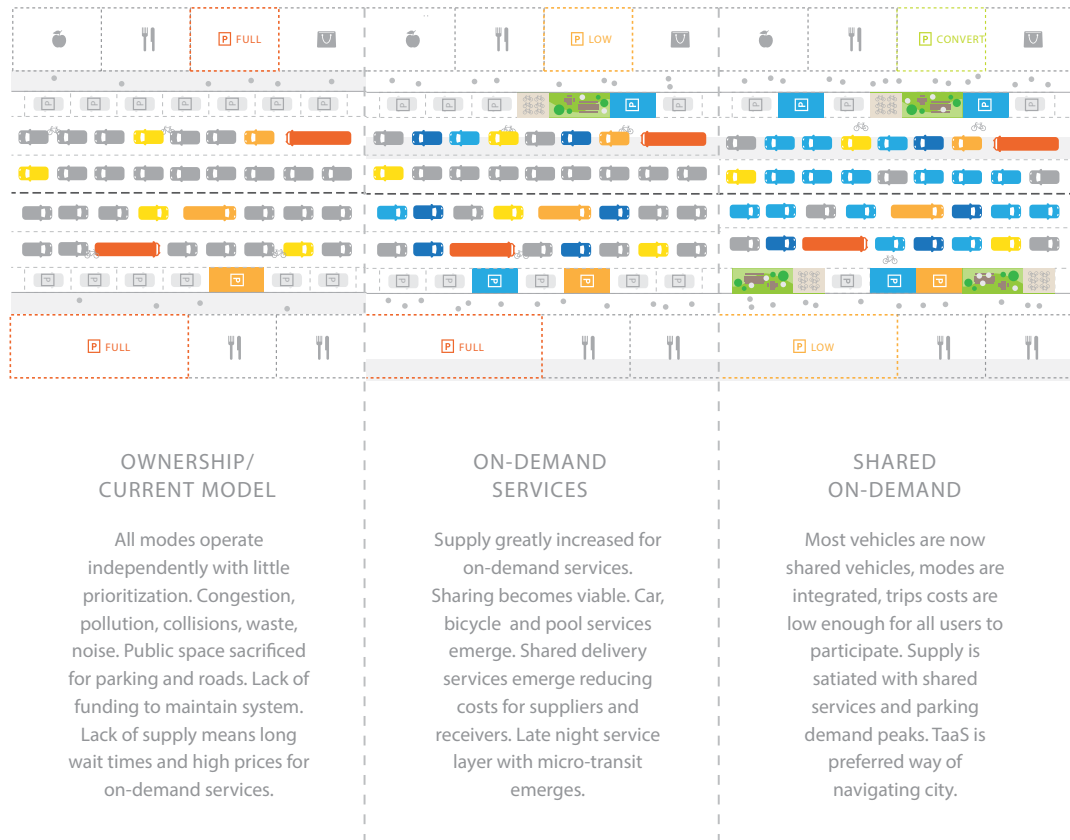 P FULL
P LOW
P CONVERT
P P P P P P P
P P P P P
P P P P
P P P P P P P
P P P P P P P
P P
P FULL
P FULL
P LOW
OWNERSHIP/
CURRENT MODEL
All modes operate
independently with little
prioritization. Congestion,
pollution, collisions, waste,
noise. Public space sacrificed
for parking and roads. Lack of
funding to maintain system.
Lack of supply means long
wait times and high prices for
on-demand services.
ON-DEMAND
SERVICES
Supply greatly increased for
on-demand services.
Sharing becomes viable. Car,
bicycle and pool services
emerge. Shared delivery
services emerge reducing
costs for suppliers and
receivers. Late night service
layer with micro-transit
emerges.
SHARED
ON-DEMAND
Most vehicles are now
shared vehicles, modes are
integrated, trips costs are
low enough for all users to
participate. Supply is
satiated with shared
services and parking
demand peaks. TaaS is
preferred way of
navigating city.